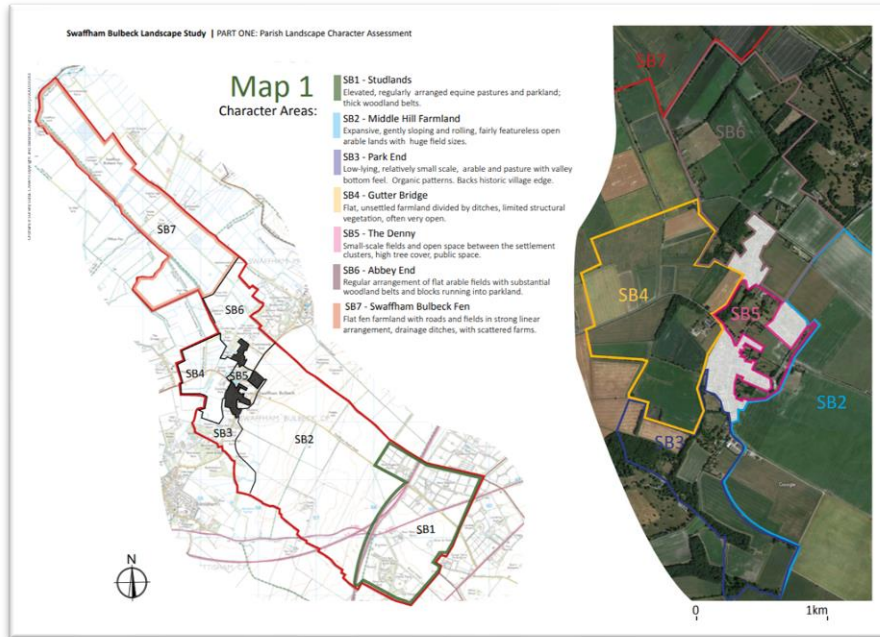 Swaffham Bulbeck Landscape Study | PART ONE: Parish Landscape Character Assessment
Map 1
Character Areas:
SB1 - Studlands
Elevated, regularly arranged equine pastures and parkland;
thick woodland belts.
SB2 - Middle Hill Farmland
Expansive, gently sloping and rolling, fairly featureless open
arable lands with huge field sizes.
SB3 - Park End
Low-lying, relatively small scale, arable and pasture with valley
bottom feel. Organic patterns. Backs historic village edge.
SB4 - Gutter Bridge
Flat, unsettled farmland divided by ditches, limited structural
vegetation, often very open.
SB5 - The Denny
Small-scale fields and open space between the settlement
clusters, high tree cover, public space.
SB6 - Abbey End
Regular arrangement of flat arable fields with substantial
woodland belts and blocks running into parkland.
SB7 - Swaffham Bulbeck Fen
Flat fen farmland with roads and fields in strong linear
arrangement, drainage ditches, with scattered farms.
SB7
SB6
SB4
SB5
SB3
SB2
SB1
N
SB7
SB6
SB4
SB5
SB2
SB3
Google
0 1km